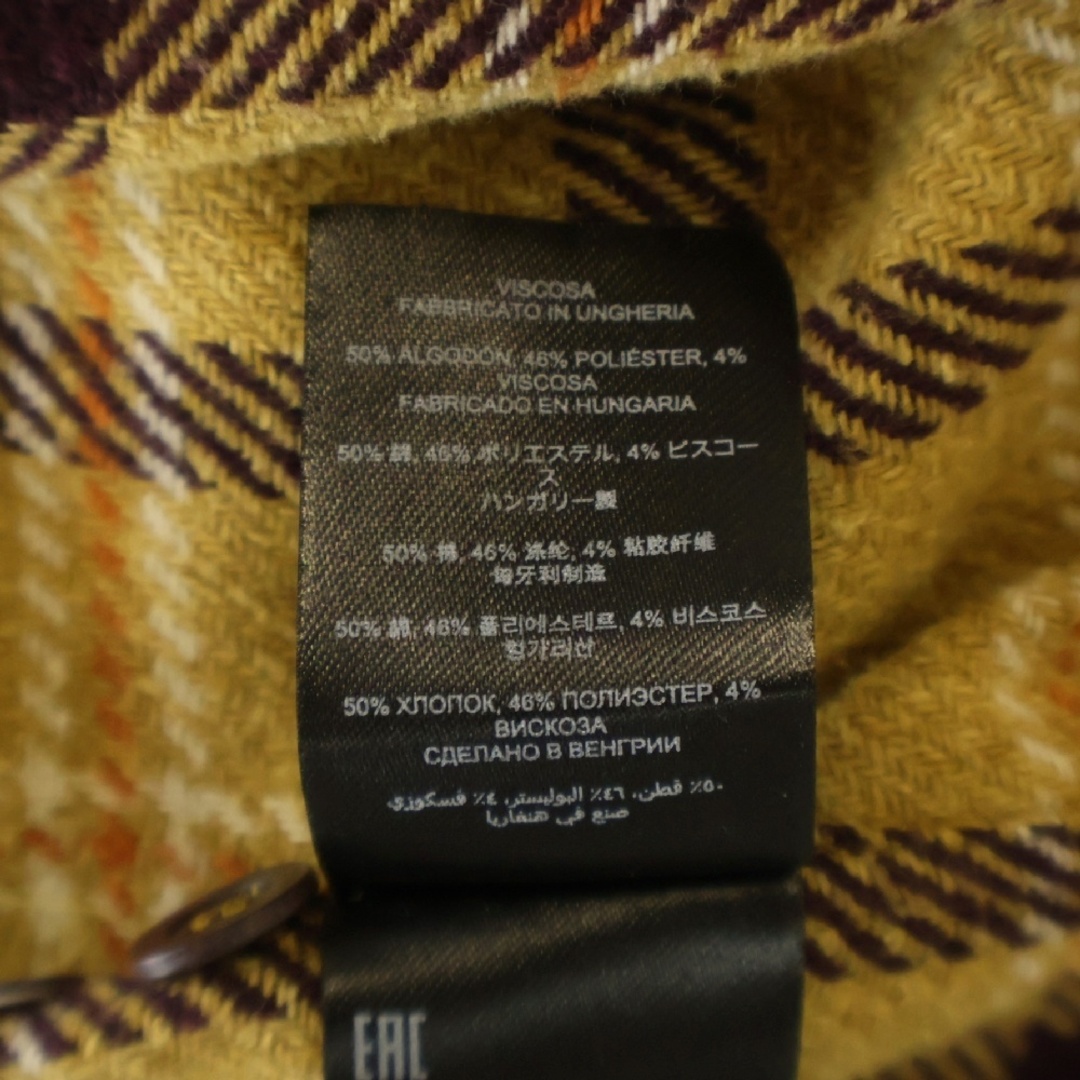 VISCOSA
FABBRICATO IN UNGHERIA
50% ALGODÓN, 46% POLIÉSTER, 4%
VISCOSA
FABRICADO EN HUNGARIA
50% 綿, 46% ポリエステル, 4% ビスコー
ズ
ハンガリー製
50% 棉, 46% 涤纶, 4% 粘胶纤维
匈牙利制造
50% 綿, 46% 폴리에스테르, 4% 비스코스
헝가리산
50% ХЛОПОК, 46% ПОЛИЭСТЕР, 4%
ВИСКОЗА
СДЕЛАНО В ВЕНГРИИ
٥٠٪ قطن، ٤٦٪ البوليستر، ٤٪ فسكوزي
صنع في هنغاريا
EAC